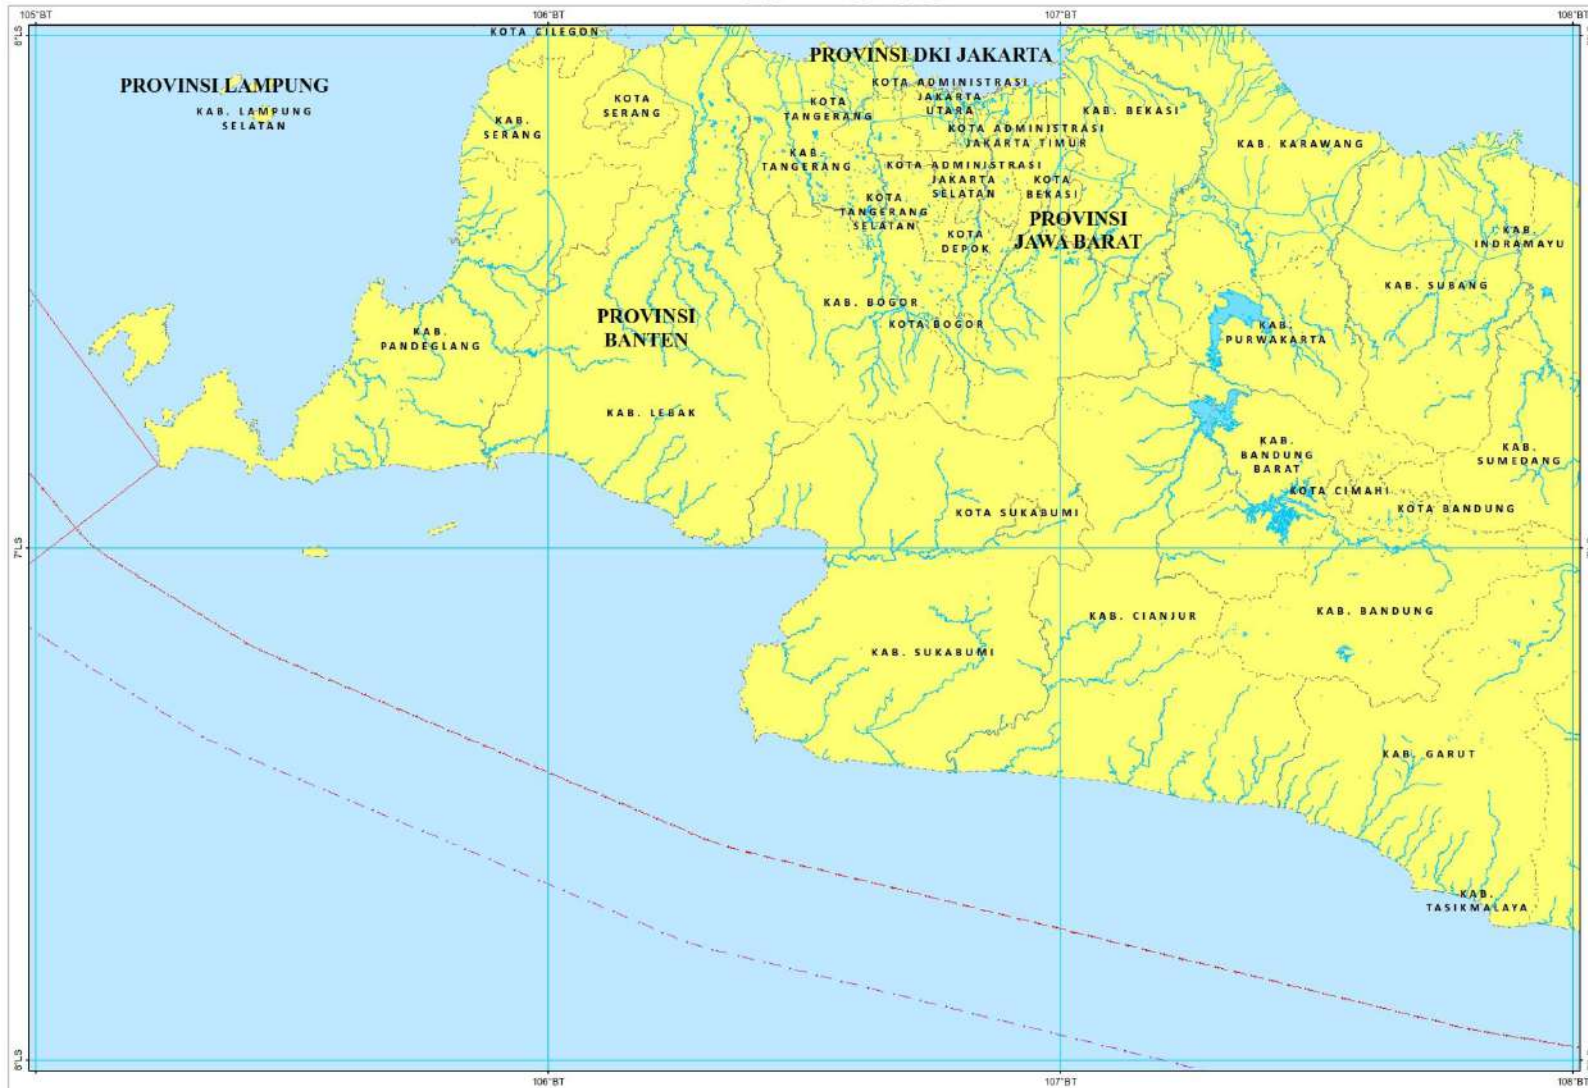 105°BT
106°BT
107°BT
108°BT
6°LS
KOTA CILEGON
PROVINSI DKI JAKARTA
PROVINSI LAMPUNG
KAB. LAMPUNG
SELATAN
KOTA ADMINISTRASI
JAKARTA
UTARA
KOTA
SERANG
KOTA
TANGERANG
KAB. BEKASI
KAB.
SERANG
KOTA ADMINISTRASI
JAKARTA TIMUR
KAB. KARAWANG
KAB.
TANGERANG
KOTA ADMINISTRASI
JAKARTA
SELATAN
KOTA
BEKASI
KOTA
TANGERANG
SELATAN
PROVINSI
JAWA BARAT
KOTA
DEPOK
KAB.
INDRAMAYU
KAB. SUBANG
KAB. BOGOR
KOTA BOGOR
PROVINSI
BANTEN
KAB.
PANDEGLANG
KAB.
PURWAKARTA
KAB. LEBAK
KAB.
BANDUNG
BARAT
KAB.
SUMEDANG
KOTA CIMAHI
KOTA SUKABUMI
KOTA BANDUNG
7°LS
KAB. CIANJUR
KAB. BANDUNG
KAB. SUKABUMI
KAB. GARUT
KAB.
TASIKMALAYA
8°LS
106°BT
107°BT
108°BT